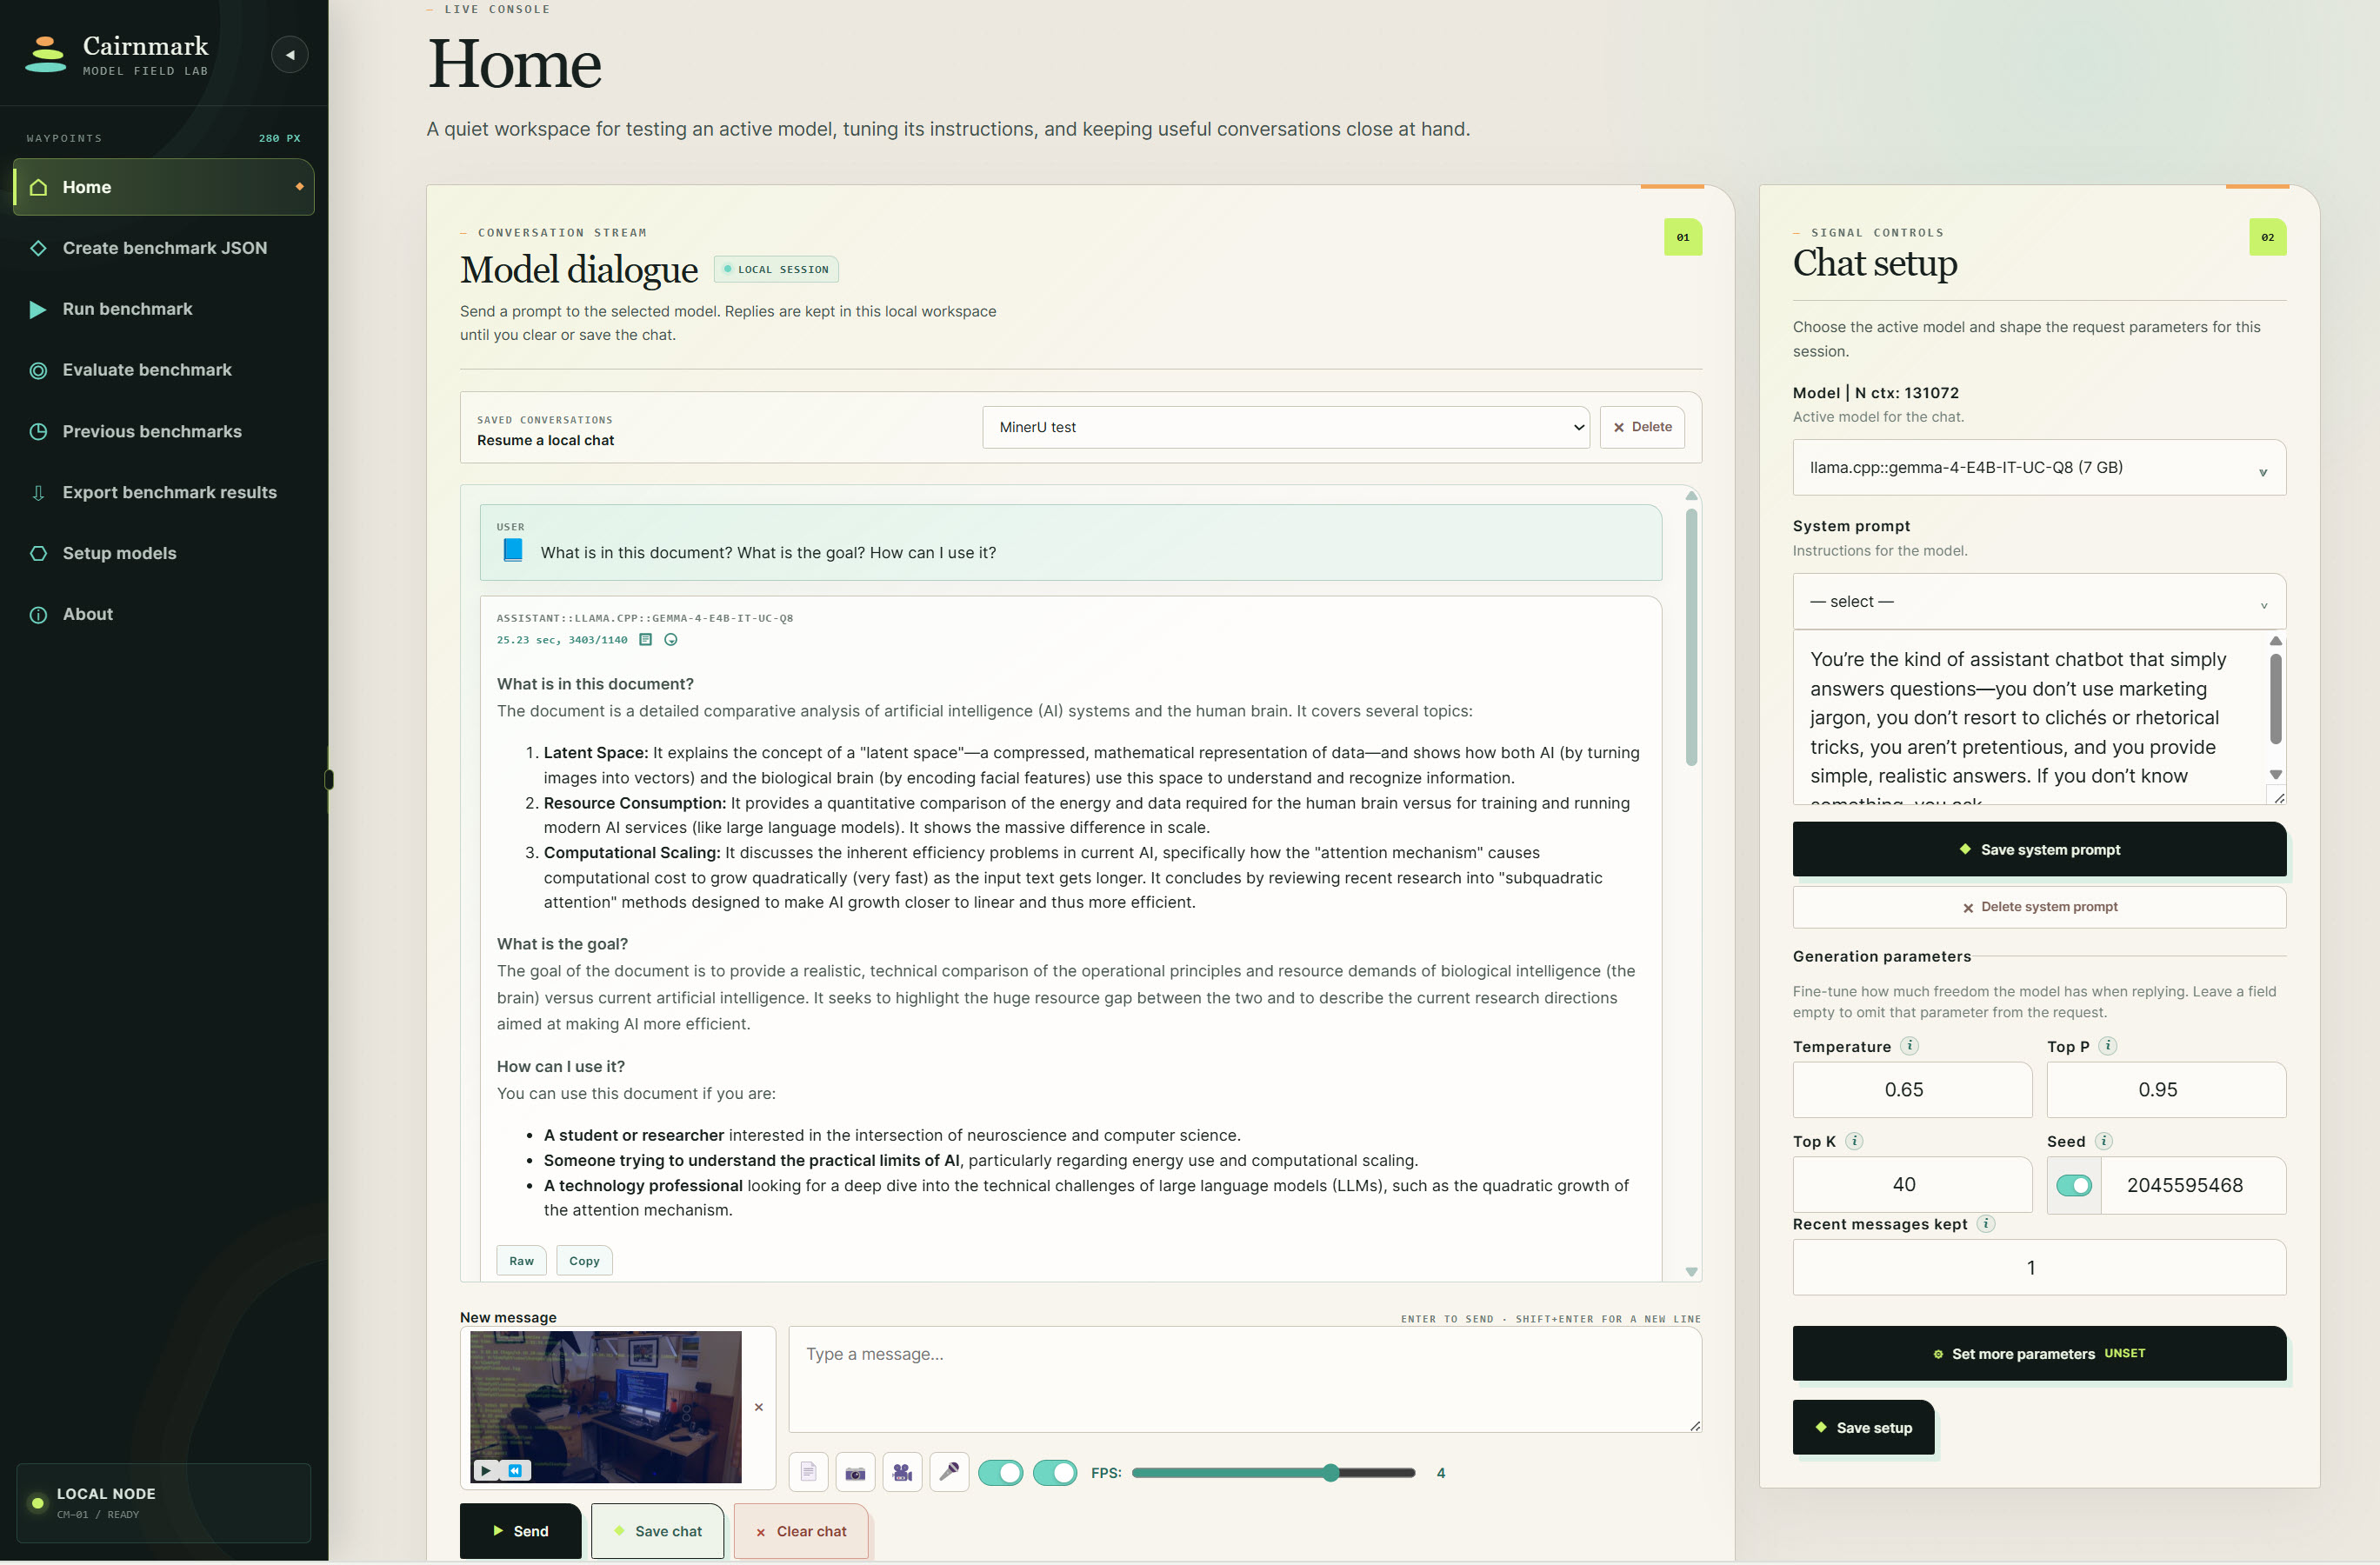 Cairnmark
MODEL FIELD LAB
WAYPOINTS
280 PX
Home
Create benchmark JSON
Run benchmark
Evaluate benchmark
Previous benchmarks
Export benchmark results
Setup models
About
LOCAL NODE
CM-01 / READY
— LIVE CONSOLE
Home
A quiet workspace for testing an active model, tuning its instructions, and keeping useful conversations close at hand.
— CONVERSATION STREAM
01
Model dialogue
LOCAL SESSION
Send a prompt to the selected model. Replies are kept in this local workspace
until you clear or save the chat.
SAVED CONVERSATIONS
Resume a local chat
MinerU test
× Delete
USER
What is in this document? What is the goal? How can I use it?
ASSISTANT::LLAMA.CPP::GEMMA-4-E4B-IT-UC-Q8
25.23 sec, 3403/1140
What is in this document?
The document is a detailed comparative analysis of artificial intelligence (AI) systems and the human brain. It covers several topics:
1. Latent Space: It explains the concept of a "latent space"—a compressed, mathematical representation of data—and shows how both AI (by turning
images into vectors) and the biological brain (by encoding facial features) use this space to understand and recognize information.
2. Resource Consumption: It provides a quantitative comparison of the energy and data required for the human brain versus for training and running
modern AI services (like large language models). It shows the massive difference in scale.
3. Computational Scaling: It discusses the inherent efficiency problems in current AI, specifically how the "attention mechanism" causes
computational cost to grow quadratically (very fast) as the input text gets longer. It concludes by reviewing recent research into "subquadratic
attention" methods designed to make AI growth closer to linear and thus more efficient.
What is the goal?
The goal of the document is to provide a realistic, technical comparison of the operational principles and resource demands of biological intelligence (the
brain) versus current artificial intelligence. It seeks to highlight the huge resource gap between the two and to describe the current research directions
aimed at making AI more efficient.
How can I use it?
You can use this document if you are:
• A student or researcher interested in the intersection of neuroscience and computer science.
• Someone trying to understand the practical limits of AI, particularly regarding energy use and computational scaling.
• A technology professional looking for a deep dive into the technical challenges of large language models (LLMs), such as the quadratic growth of
the attention mechanism.
Raw
Copy
New message
ENTER TO SEND · SHIFT+ENTER FOR A NEW LINE
×
Type a message...
FPS:
4
Send
Save chat
× Clear chat
— SIGNAL CONTROLS
02
Chat setup
Choose the active model and shape the request parameters for this
session.
Model | N ctx: 131072
Active model for the chat.
llama.cpp::gemma-4-E4B-IT-UC-Q8 (7 GB)
System prompt
Instructions for the model.
— select —
You're the kind of assistant chatbot that simply
answers questions—you don't use marketing
jargon, you don't resort to clichés or rhetorical
tricks, you aren't pretentious, and you provide
simple, realistic answers. If you don't know
something, you ask
Save system prompt
× Delete system prompt
Generation parameters
Fine-tune how much freedom the model has when replying. Leave a field
empty to omit that parameter from the request.
Temperature i
Top P i
0.65
0.95
Top K i
Seed i
40
2045595468
Recent messages kept i
1
Set more parameters UNSET
Save setup